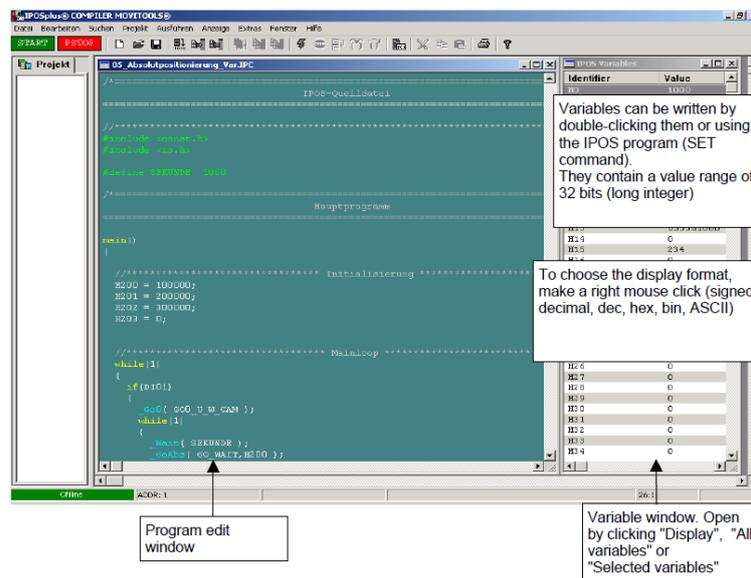 IPOSplus® COMPILER MOVITOOLS®
Datei Bearbeiten Suchen Projekt Ausführen Anzeige Extras Fenster Hilfe
START PSTOP
Projekt
05_Absolutpositionierung_Var.IPC
IPOS-Quelldatei
#include <const.h>
#include <io.h>
#define SEKUNDE 1000
Hauptprogramm
main()
{
//******************************** Initialisierung ********************
H200 = 100000;
H201 = 200000;
H202 = 300000;
H203 = 0;
//******************************** Mainloop ************************
while(1)
{
if(DI01)
{
_Go0( GO0_U_W_CAM );
while(1)
{
_Wait( SEKUNDE );
_GoAbs( GO_WAIT,H200 );
IPOS Variables
Identifier Value
H0 1000
Variables can be written by
double-clicking them or using
the IPOS program (SET
command).
They contain a value range of
32 bits (long integer)
H14 0
H15 234
To choose the display format,
make a right mouse click (signed
decimal, dec, hex, bin, ASCII)
H26 0
H27 0
H28 0
H29 0
H30 0
H31 0
H32 0
H33 0
H34 0
Offline ADDR: 1 26:1
Program edit
window
Variable window. Open
by clicking "Display", "All
variables" or
"Selected variables"